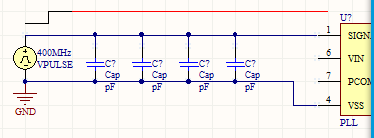 U?
1 SIGN
400MHz
VPULSE
C? C? C? C?
Cap Cap Cap Cap
pF pF pF pF
6 VIN
7 PCOM
4 VSS
GND
PLL